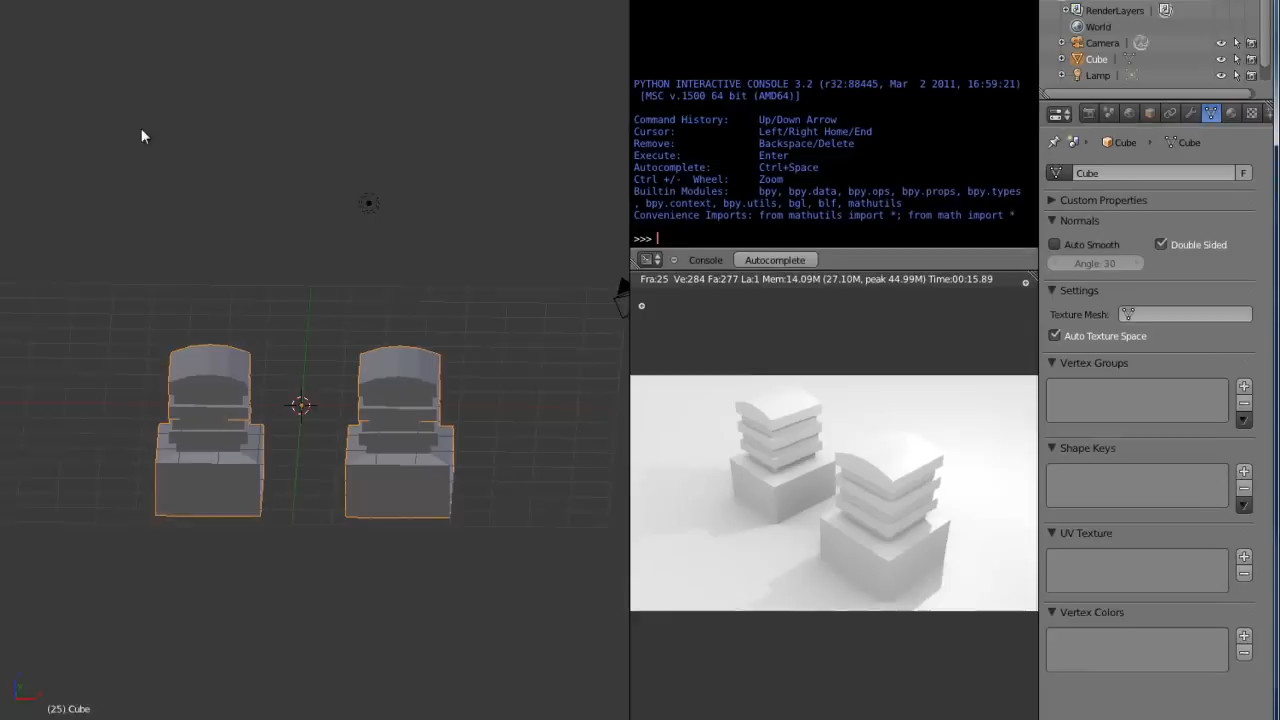 PYTHON INTERACTIVE CONSOLE 3.2 (r32:88445, Mar  2 2011, 16:59:21)
[MSC v.1500 64 bit (AMD64)]
Command History:     Up/Down Arrow
Cursor:              Left/Right Home/End
Remove:              Backspace/Delete
Execute:             Enter
Autocomplete:        Ctrl+Space
Ctrl +/-  Wheel:     Zoom
Builtin Modules:     bpy, bpy.data, bpy.ops, bpy.props, bpy.types
, bpy.context, bpy.utils, bgl, blf, mathutils
Convenience Imports: from mathutils import *; from math import *
>>>
Console Autocomplete
Fra:25  Ve:284 Fa:277 La:1 Mem:14.09M (27.10M, peak 44.99M) Time:00:15.89
(25) Cube
RenderLayers
World
Camera
Cube
Lamp
Cube Cube
Cube F
Custom Properties
Normals
Auto Smooth Double Sided
Angle: 30
Settings
Texture Mesh:
Auto Texture Space
Vertex Groups
Shape Keys
UV Texture
Vertex Colors